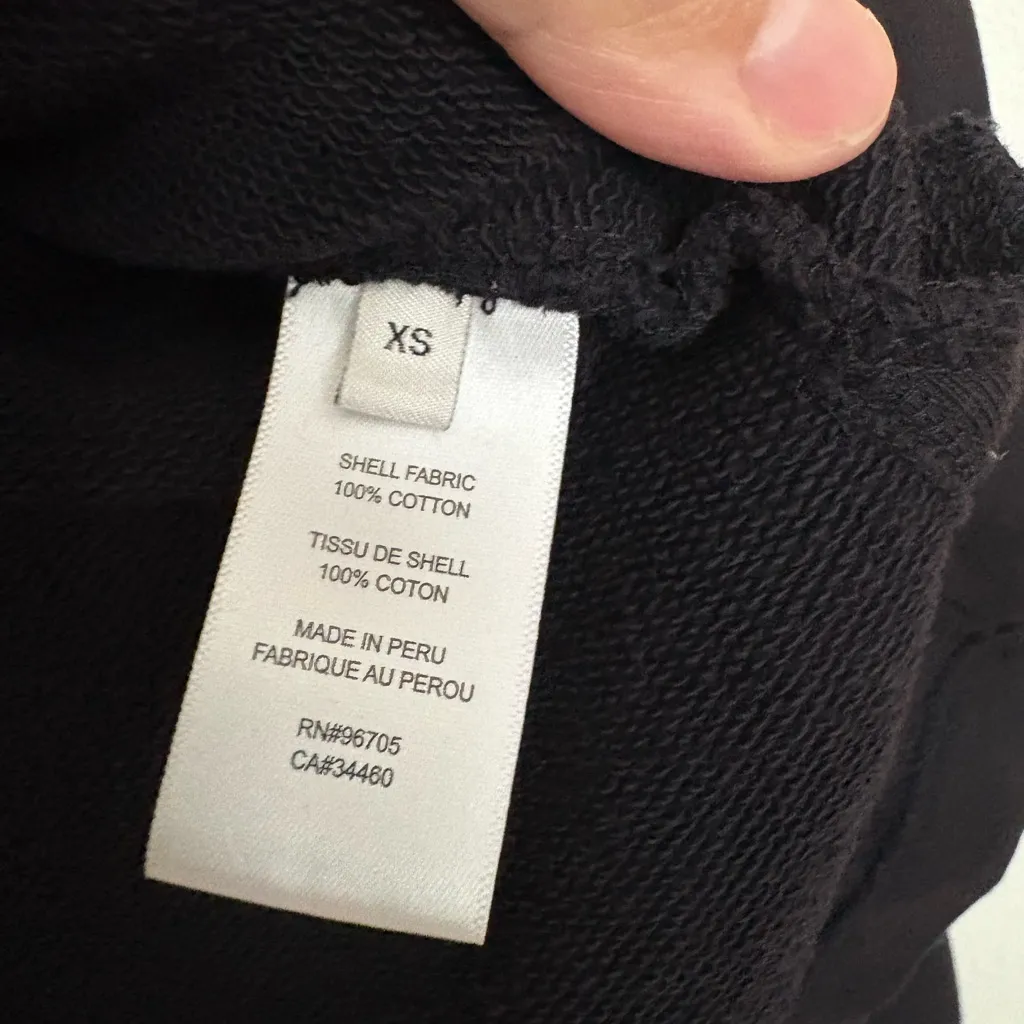 XS
SHELL FABRIC
100% COTTON
TISSU DE SHELL
100% COTON
MADE IN PERU
FABRIQUE AU PEROU
RN#96705
CA#34460